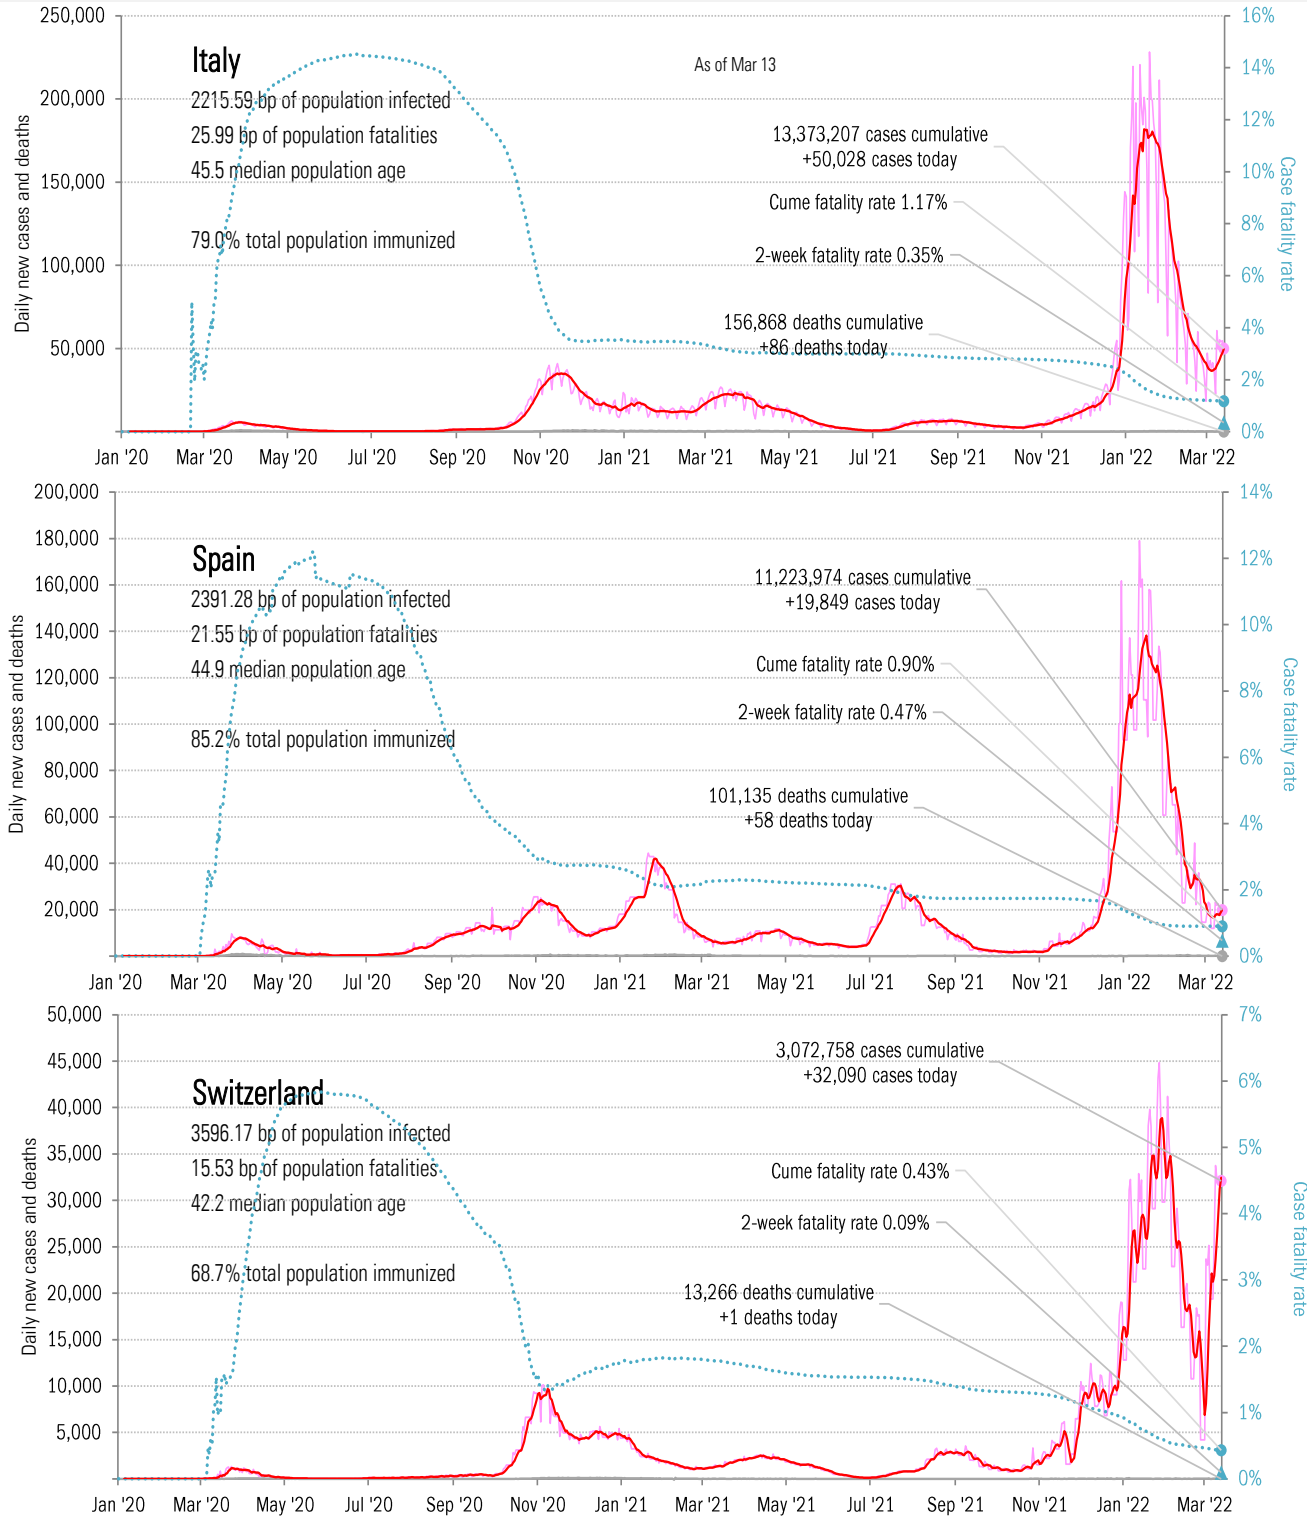 250,000
200,000
150,000
100,000
50,000
Daily new cases and deaths
Italy
2215.59 bp of population infected
25.99 bp of population fatalities
45.5 median population age
79.0% total population immunized
As of Mar 13
13,373,207 cases cumulative
+50,028 cases today
Cume fatality rate 1.17%
2-week fatality rate 0.35%
156,868 deaths cumulative
+86 deaths today
16%
14%
12%
10%
8%
6%
4%
2%
0%
Case fatality rate
Jan '20 Mar '20 May '20 Jul '20 Sep '20 Nov '20 Jan '21 Mar '21 May '21 Jul '21 Sep '21 Nov '21 Jan '22 Mar '22
200,000
180,000
160,000
140,000
120,000
100,000
80,000
60,000
40,000
20,000
Daily new cases and deaths
Spain
2391.28 bp of population infected
21.55 bp of population fatalities
44.9 median population age
85.2% total population immunized
11,223,974 cases cumulative
+19,849 cases today
Cume fatality rate 0.90%
2-week fatality rate 0.47%
101,135 deaths cumulative
+58 deaths today
14%
12%
10%
8%
6%
4%
2%
0%
Case fatality rate
Jan '20 Mar '20 May '20 Jul '20 Sep '20 Nov '20 Jan '21 Mar '21 May '21 Jul '21 Sep '21 Nov '21 Jan '22 Mar '22
50,000
45,000
40,000
35,000
30,000
25,000
20,000
15,000
10,000
5,000
Daily new cases and deaths
Switzerland
3596.17 bp of population infected
15.53 bp of population fatalities
42.2 median population age
68.7% total population immunized
3,072,758 cases cumulative
+32,090 cases today
Cume fatality rate 0.43%
2-week fatality rate 0.09%
13,266 deaths cumulative
+1 deaths today
7%
6%
5%
4%
3%
2%
1%
0%
Case fatality rate
Jan '20 Mar '20 May '20 Jul '20 Sep '20 Nov '20 Jan '21 Mar '21 May '21 Jul '21 Sep '21 Nov '21 Jan '22 Mar '22